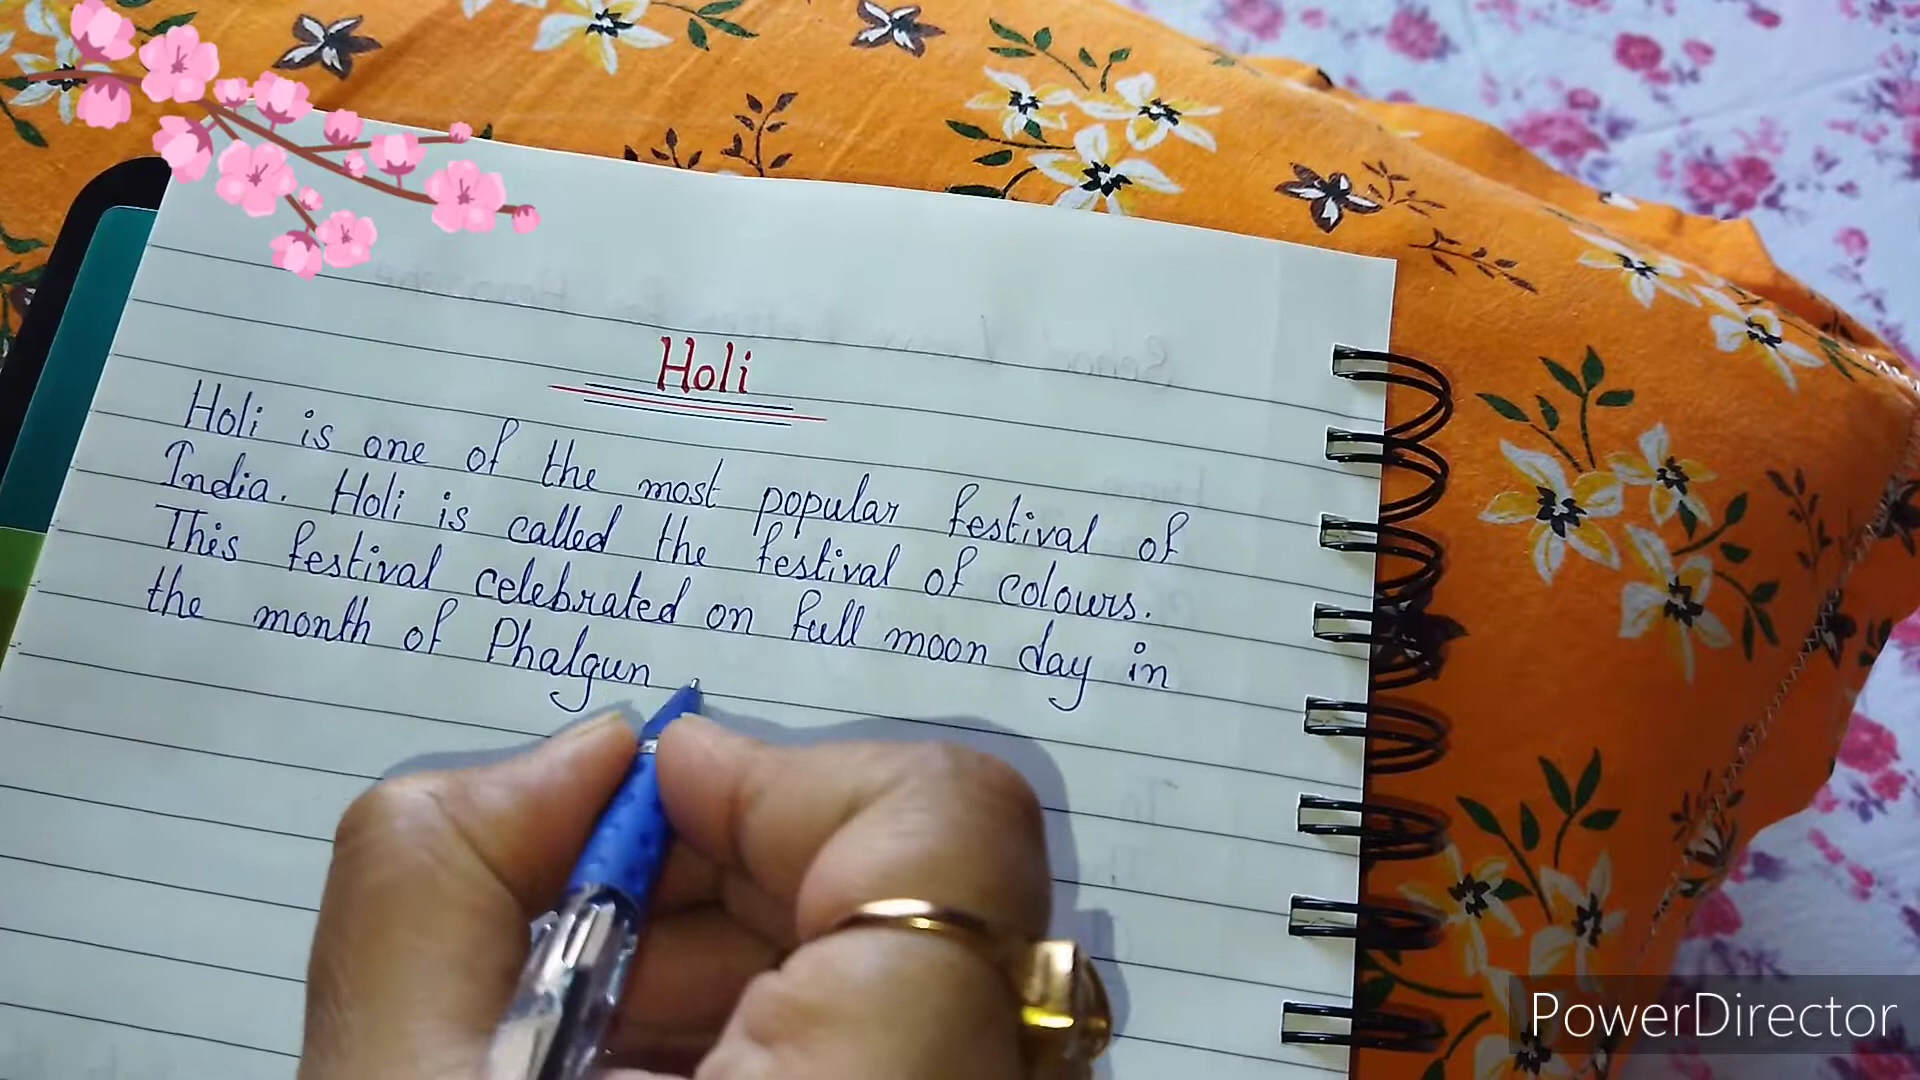 Holi
Holi is one of the most popular festival of
India. Holi is called the festival of colours.
This festival celebrated on full moon day in
the month of Phalgun
PowerDirector